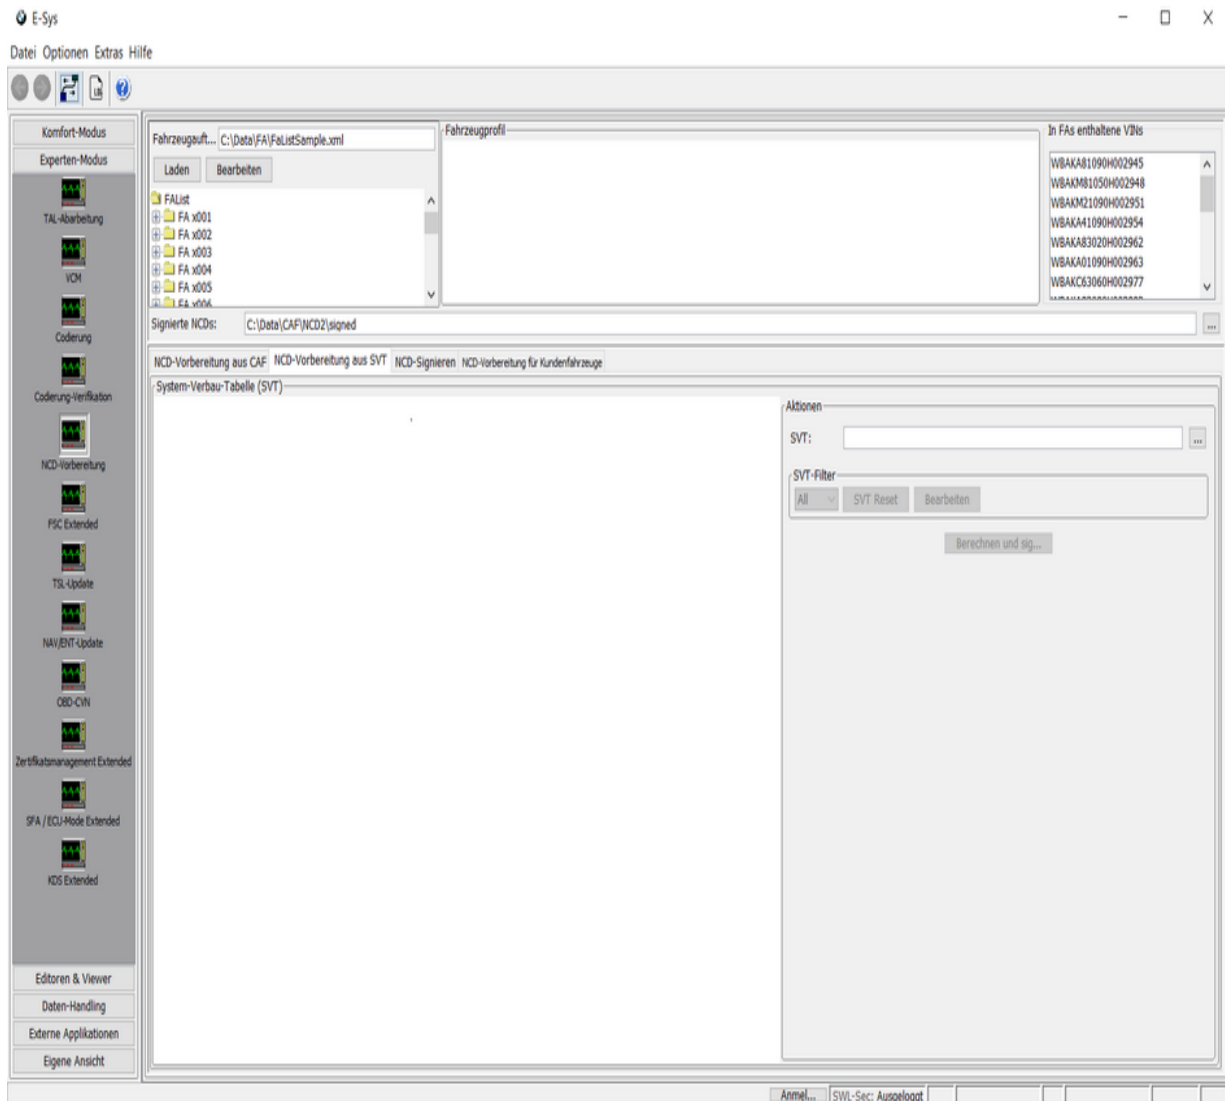 E-Sys
Datei Optionen Extras Hilfe
Komfort-Modus
Experten-Modus
TAL-Abarbeitung
VCM
Codierung
Codierung-Verifikation
NCD-Vorbereitung
FSC Extended
TSL-Update
NAV/ENT-Update
OBD-CVN
Zertifikatsmanagement Extended
SFA / ECU-Mode Extended
KDS Extended
Editoren & Viewer
Daten-Handling
Externe Applikationen
Eigene Ansicht
Fahrzeugauft... C:\Data\FA\FaListSample.xml
Laden Bearbeiten
FAList
FA x001
FA x002
FA x003
FA x004
FA x005
FA x006
Fahrzeugprofil
In FAs enthaltene VINs
WBAKA81090H002945
WBAKM81050H002948
WBAKM21090H002951
WBAKA41090H002954
WBAKA83020H002962
WBAKA01090H002963
WBAKC63060H002977
Signierte NCDs: C:\Data\CAF\NCD2\signed ...
NCD-Vorbereitung aus CAF NCD-Vorbereitung aus SVT NCD-Signieren NCD-Vorbereitung für Kundenfahrzeuge
System-Verbau-Tabelle (SVT)
Aktionen
SVT: ...
SVT-Filter
All SVT Reset Bearbeiten
Berechnen und sig...
Anmel... SWL-Sec: Ausgeloggt